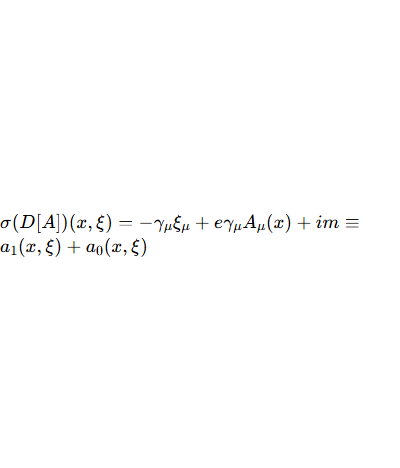 σ(D[A])(x, ξ) = −γ_μξ_μ + eγ_μA_μ(x) + im ≡
a_1(x, ξ) + a_0(x, ξ)